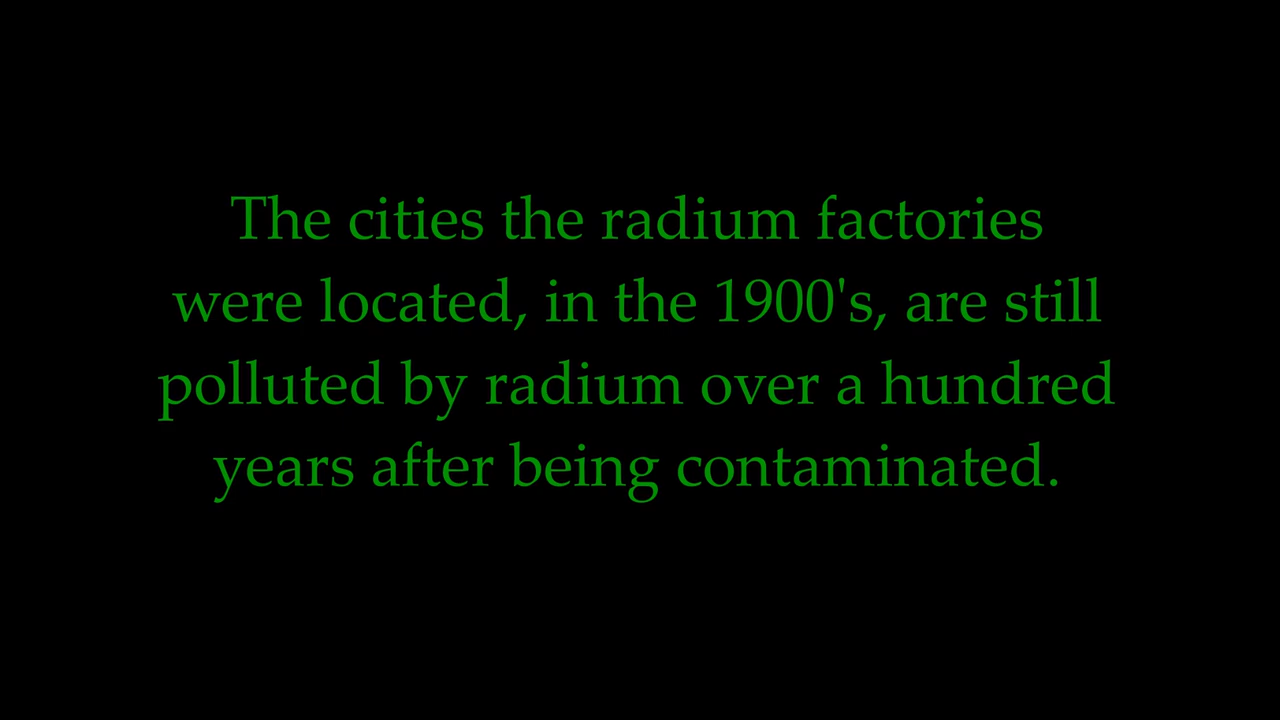 The cities the radium factories
were located, in the 1900's, are still
polluted by radium over a hundred
years after being contaminated.